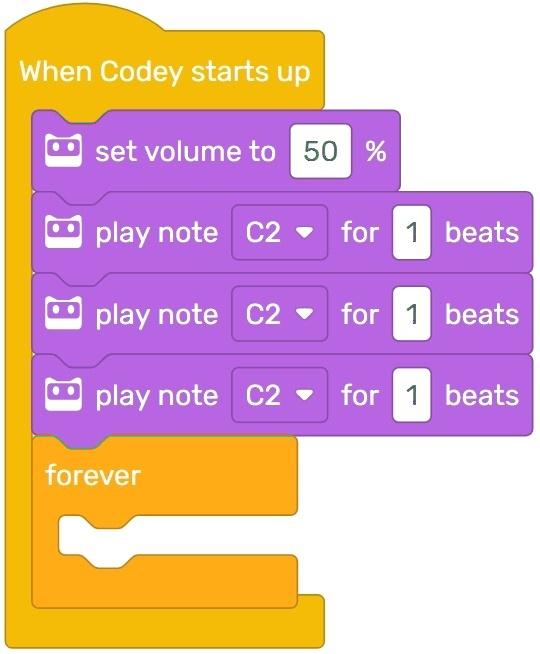 When Codey starts up
set volume to 50 %
play note C2 for 1 beats
play note C2 for 1 beats
play note C2 for 1 beats
forever